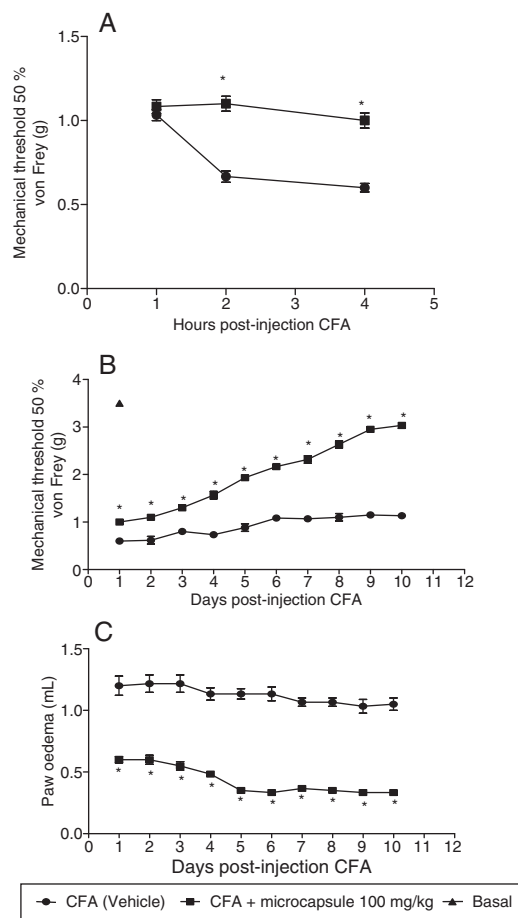 A
Mechanical threshold 50 %
von Frey (g)
1.5
1.0
0.5
0.0
* *
0 1 2 3 4 5
Hours post-injection CFA
B
Mechanical threshold 50 %
von Frey (g)
4
3
2
1
0
* * * * * * * * * *
0 1 2 3 4 5 6 7 8 9 10 11 12
Days post-injection CFA
C
Paw oedema (mL)
1.5
1.0
0.5
0.0
* * * * * * * * * *
0 1 2 3 4 5 6 7 8 9 10 11 12
Days post-injection CFA
CFA (Vehicle) CFA + microcapsule 100 mg/kg Basal